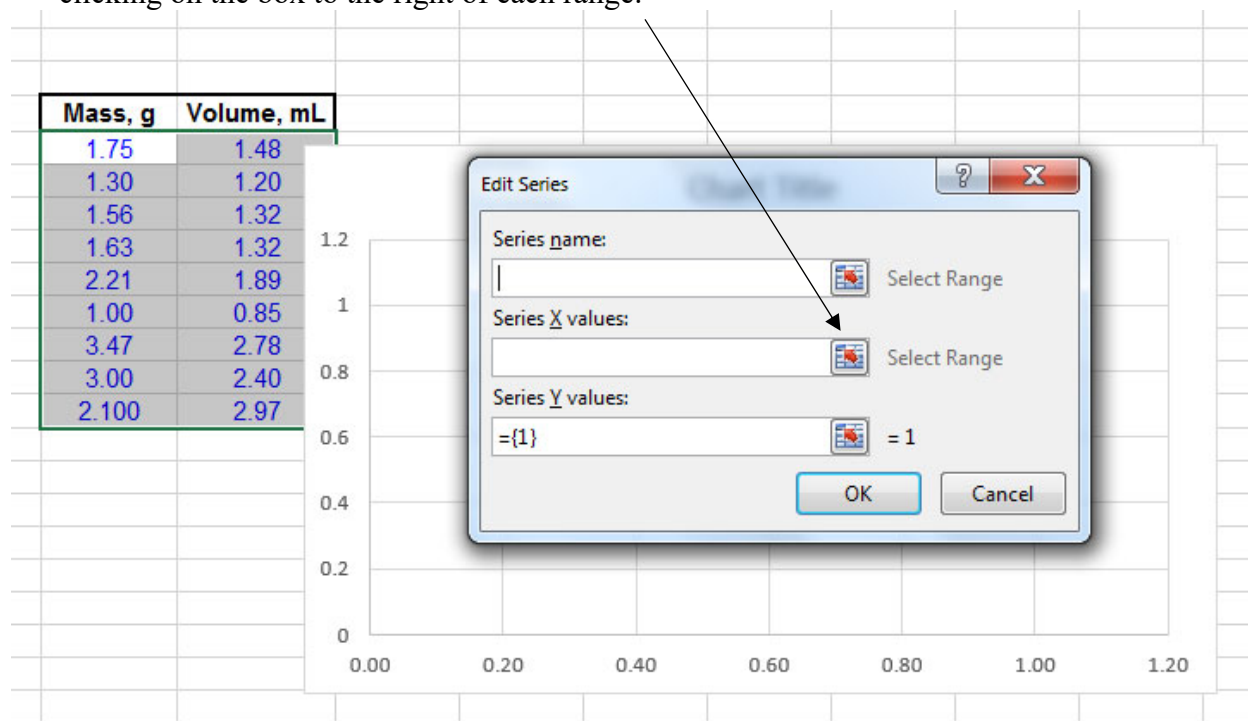 clicking on the box to the right of each range.
Mass, g Volume, mL
1.75 1.48
1.30 1.20
1.56 1.32
1.63 1.32
2.21 1.89
1.00 0.85
3.47 2.78
3.00 2.40
2.100 2.97
Chart Title
1.2
1
0.8
0.6
0.4
0.2
0
0.00 0.20 0.40 0.60 0.80 1.00 1.20
Edit Series
?
X
Series name:
Select Range
Series X values:
Select Range
Series Y values:
={1} = 1
OK Cancel